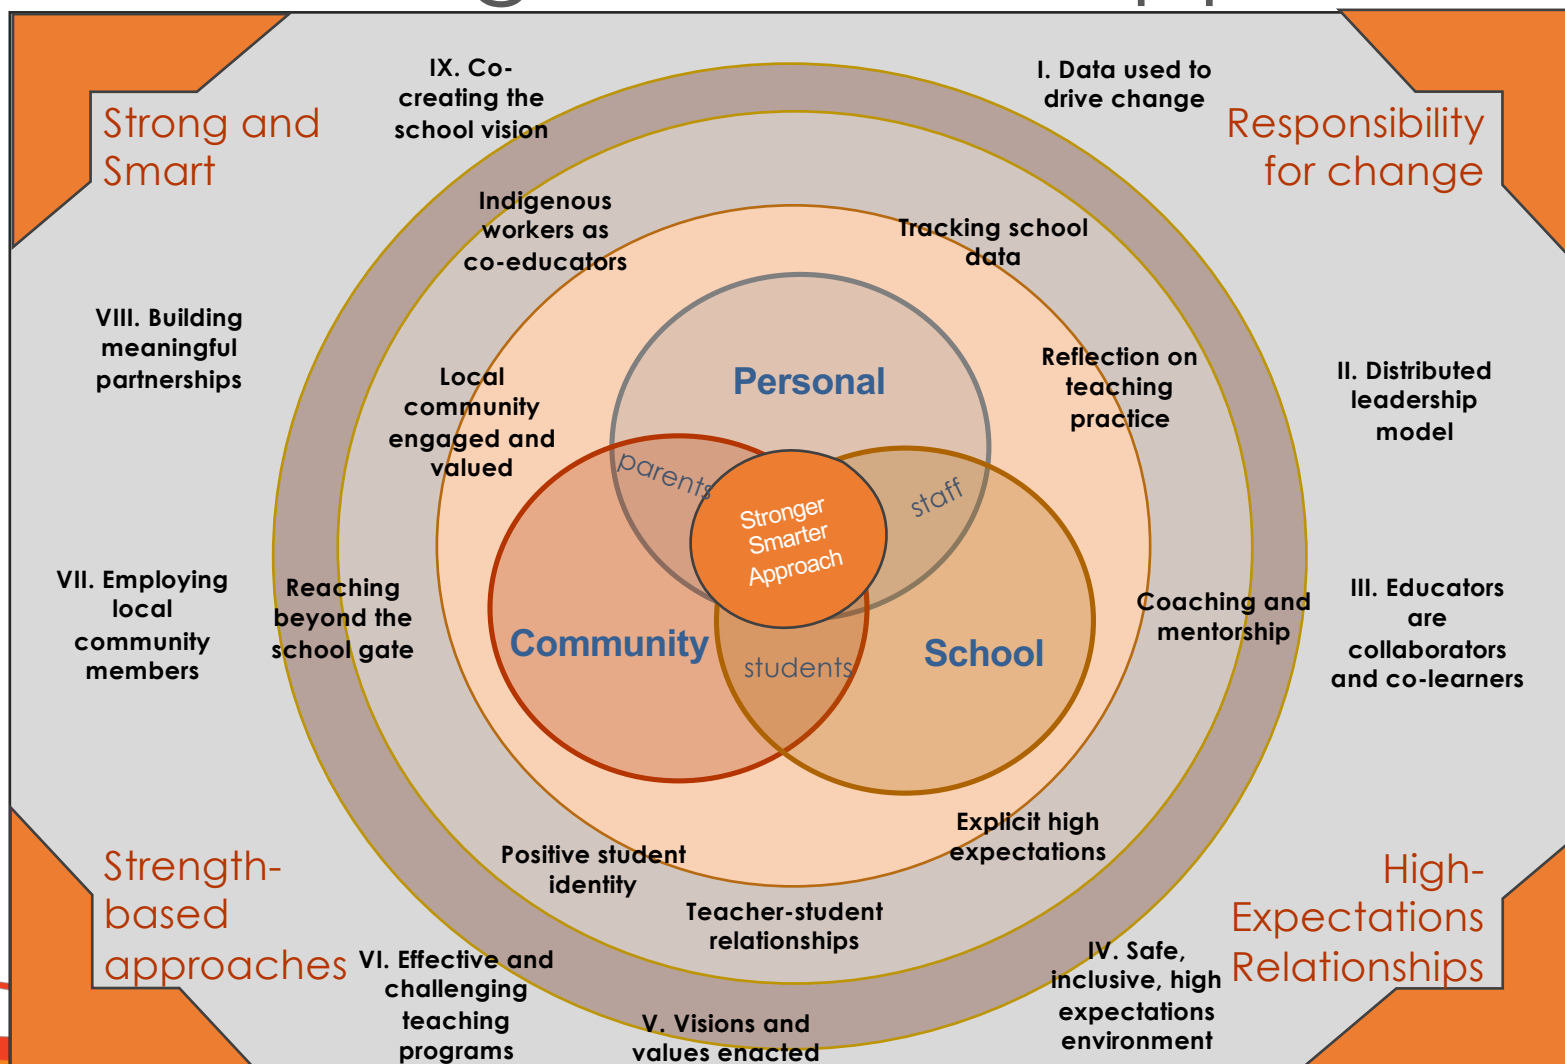 IX. Co-
creating the
school vision
I. Data used to
drive change
Strong and
Smart
Responsibility
for change
Indigenous
workers as
co-educators
Tracking school
data
VIII. Building
meaningful
partnerships
Local
community
engaged and
valued
Personal
Reflection on
teaching
practice
II. Distributed
leadership
model
parents
staff
Stronger
Smarter
Approach
VII. Employing
local
community
members
Reaching
beyond the
school gate
Community
students
School
Coaching and
mentorship
III. Educators
are
collaborators
and co-learners
Strength-
based
approaches
Positive student
identity
Explicit high
expectations
High-
Expectations
Relationships
Teacher-student
relationships
VI. Effective and
challenging
teaching
programs
V. Visions and
values enacted
IV. Safe,
inclusive, high
expectations
environment